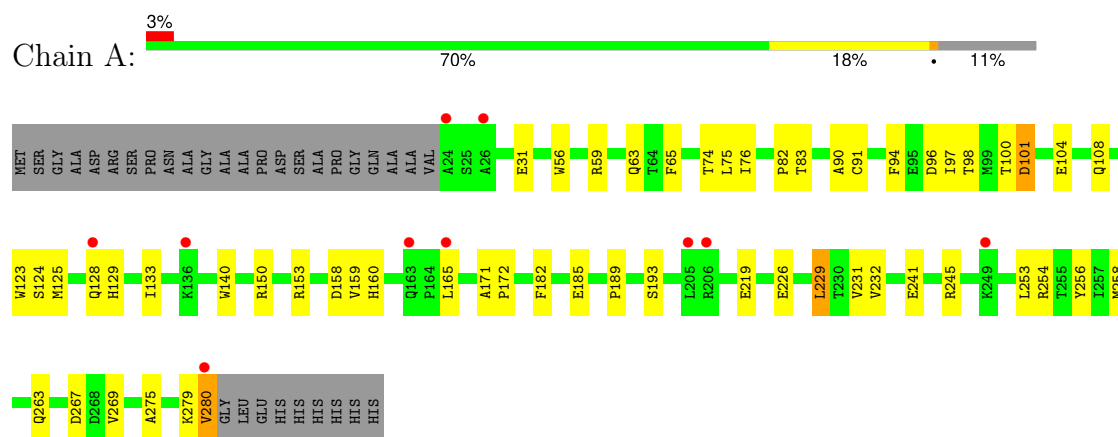 3%
Chain A:
70% 18% • 11%
MET SER GLY ALA ASP ARG SER PRO ASN ALA GLY ALA ALA PRO ASP SER ALA PRO GLY GLN ALA ALA VAL A24 S25 A26 E31 W56 R59 Q63 T64 F65 T74 L75 I76 P82 T83 A90 C91 F94 E95 D96 I97 T98 M99 T100 D101 E104 Q108
W123 S124 M125 Q128 H129 I133 K136 W140 R150 R153 D158 V159 H160 Q163 P164 L165 A171 P172 F182 E185 P189 S193 L205 R206 E219 E226 L229 T230 V231 V232 E241 R245 K249 L253 R254 T255 Y256 I257 M258
Q263 D267 D268 V269 A275 K279 V280 GLY LEU GLU HIS HIS HIS HIS HIS HIS